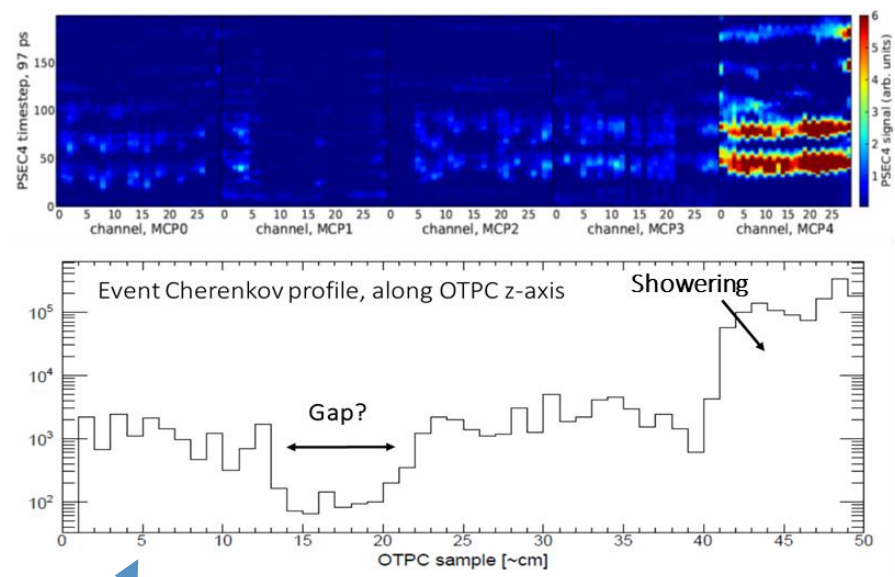 PSEC4 timestep, 97 ps
150
100
50
0
0 5 10 15 20 25
channel, MCP0
0 5 10 15 20 25
channel, MCP1
0 5 10 15 20 25
channel, MCP2
0 5 10 15 20 25
channel, MCP3
0 5 10 15 20 25
channel, MCP4
6
5
4
3
2
1
PSEC4 signal (arb. units)
Event Cherenkov profile, along OTPC z-axis
Showering
Gap?
10⁵
10⁴
10³
10²
0 5 10 15 20 25 30 35 40 45 50
OTPC sample [~cm]